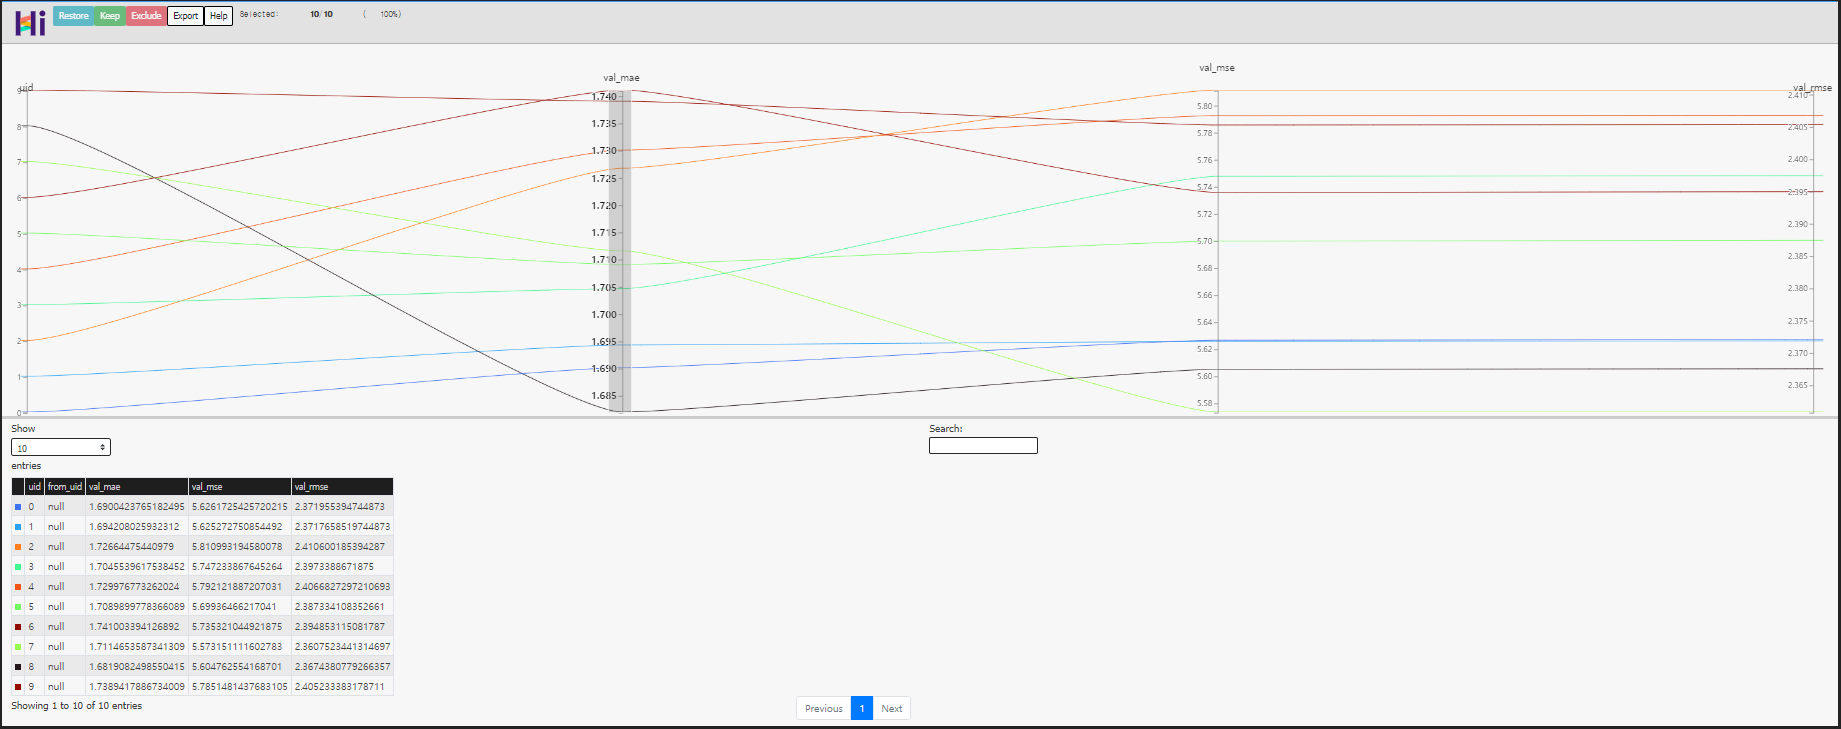 Hi Restore Keep Exclude Export Help Selected: 10/10 ( 100%)
uid val_mae val_mse val_rmse
9
8
7
6
5
4
3
2
1
0
1.740
1.735
1.730
1.725
1.720
1.715
1.710
1.705
1.700
1.695
1.690
1.685
5.80
5.78
5.76
5.74
5.72
5.70
5.68
5.66
5.64
5.62
5.60
5.58
2.410
2.405
2.400
2.395
2.390
2.385
2.380
2.375
2.370
2.365
Show
10
entries
Search:
uid from_uid val_mae val_mse val_rmse
0 null 1.6900423765182495 5.6261725425720215 2.371955394744873
1 null 1.694208025932312 5.625272750854492 2.3717658519744873
2 null 1.72664475440979 5.810993194580078 2.410600185394287
3 null 1.7045539617538452 5.747233867645264 2.3973388671875
4 null 1.729976773262024 5.792121887207031 2.4066827297210693
5 null 1.7089899778366089 5.69936466217041 2.387334108352661
6 null 1.741003394126892 5.735321044921875 2.394853115081787
7 null 1.7114653587341309 5.573151111602783 2.3607523441314697
8 null 1.6819082498550415 5.604762554168701 2.3674380779266357
9 null 1.7389417886734009 5.7851481437683105 2.405233383178711
Showing 1 to 10 of 10 entries
Previous 1 Next